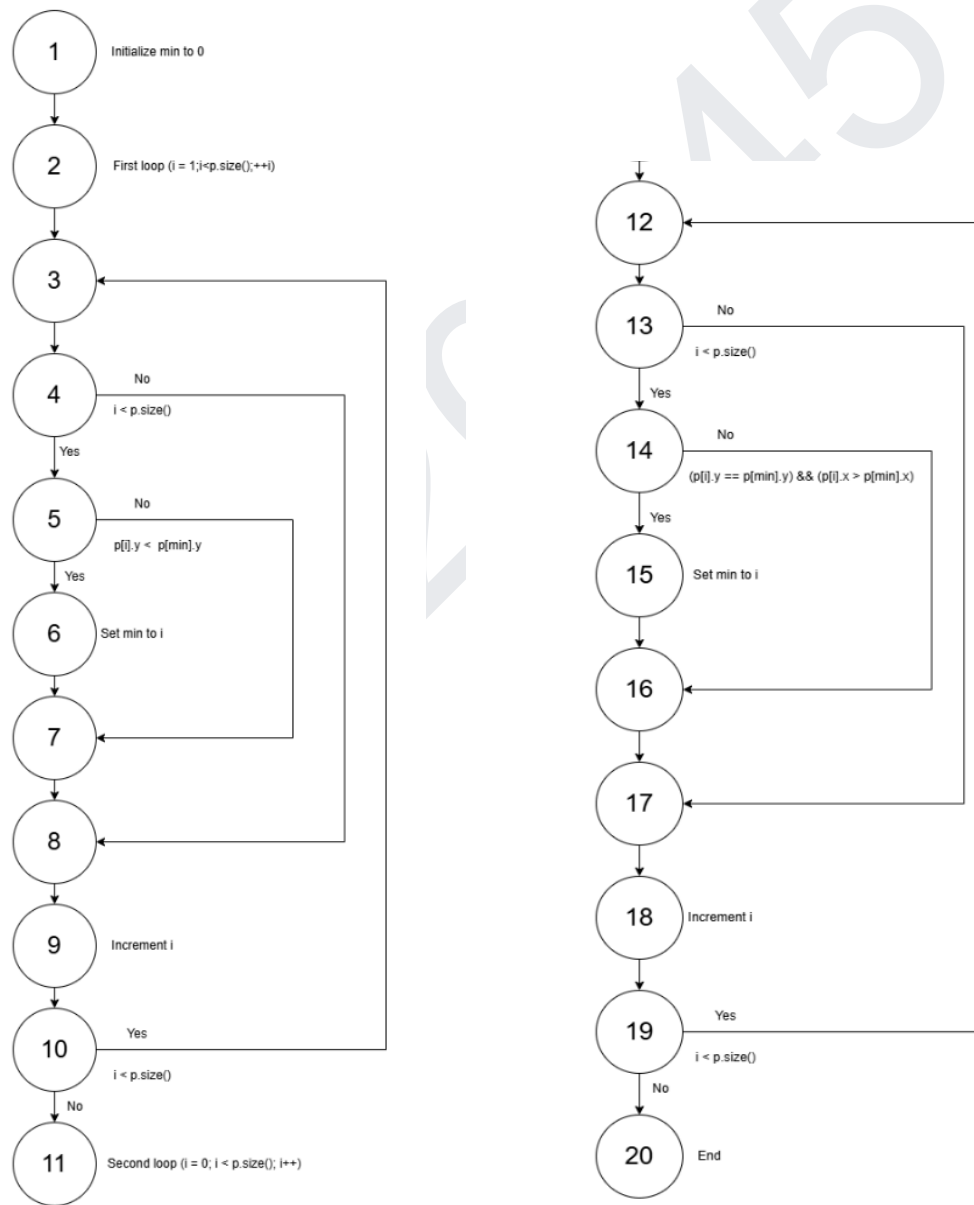 1
Initialize min to 0
2
First loop (i = 1;i<p.size();++i)
3
4
No
i < p.size()
Yes
5
No
p[i].y < p[min].y
Yes
6
Set min to i
7
8
9
Increment i
10
Yes
i < p.size()
No
11
Second loop (i = 0; i < p.size(); i++)
12
13
No
i < p.size()
Yes
14
No
(p[i].y == p[min].y) && (p[i].x > p[min].x)
Yes
15
Set min to i
16
17
18
Increment i
19
Yes
i < p.size()
No
20
End